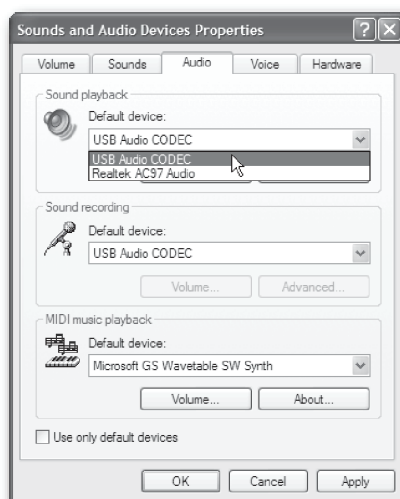 Sounds and Audio Devices Properties
Volume
Sounds
Audio
Voice
Hardware
Sound playback
Default device:
USB Audio CODEC
USB Audio CODEC
Realtek AC97 Audio
Sound recording
Default device:
USB Audio CODEC
Volume...
Advanced...
MIDI music playback
Default device:
Microsoft GS Wavetable SW Synth
Volume...
About...
Use only default devices
OK
Cancel
Apply